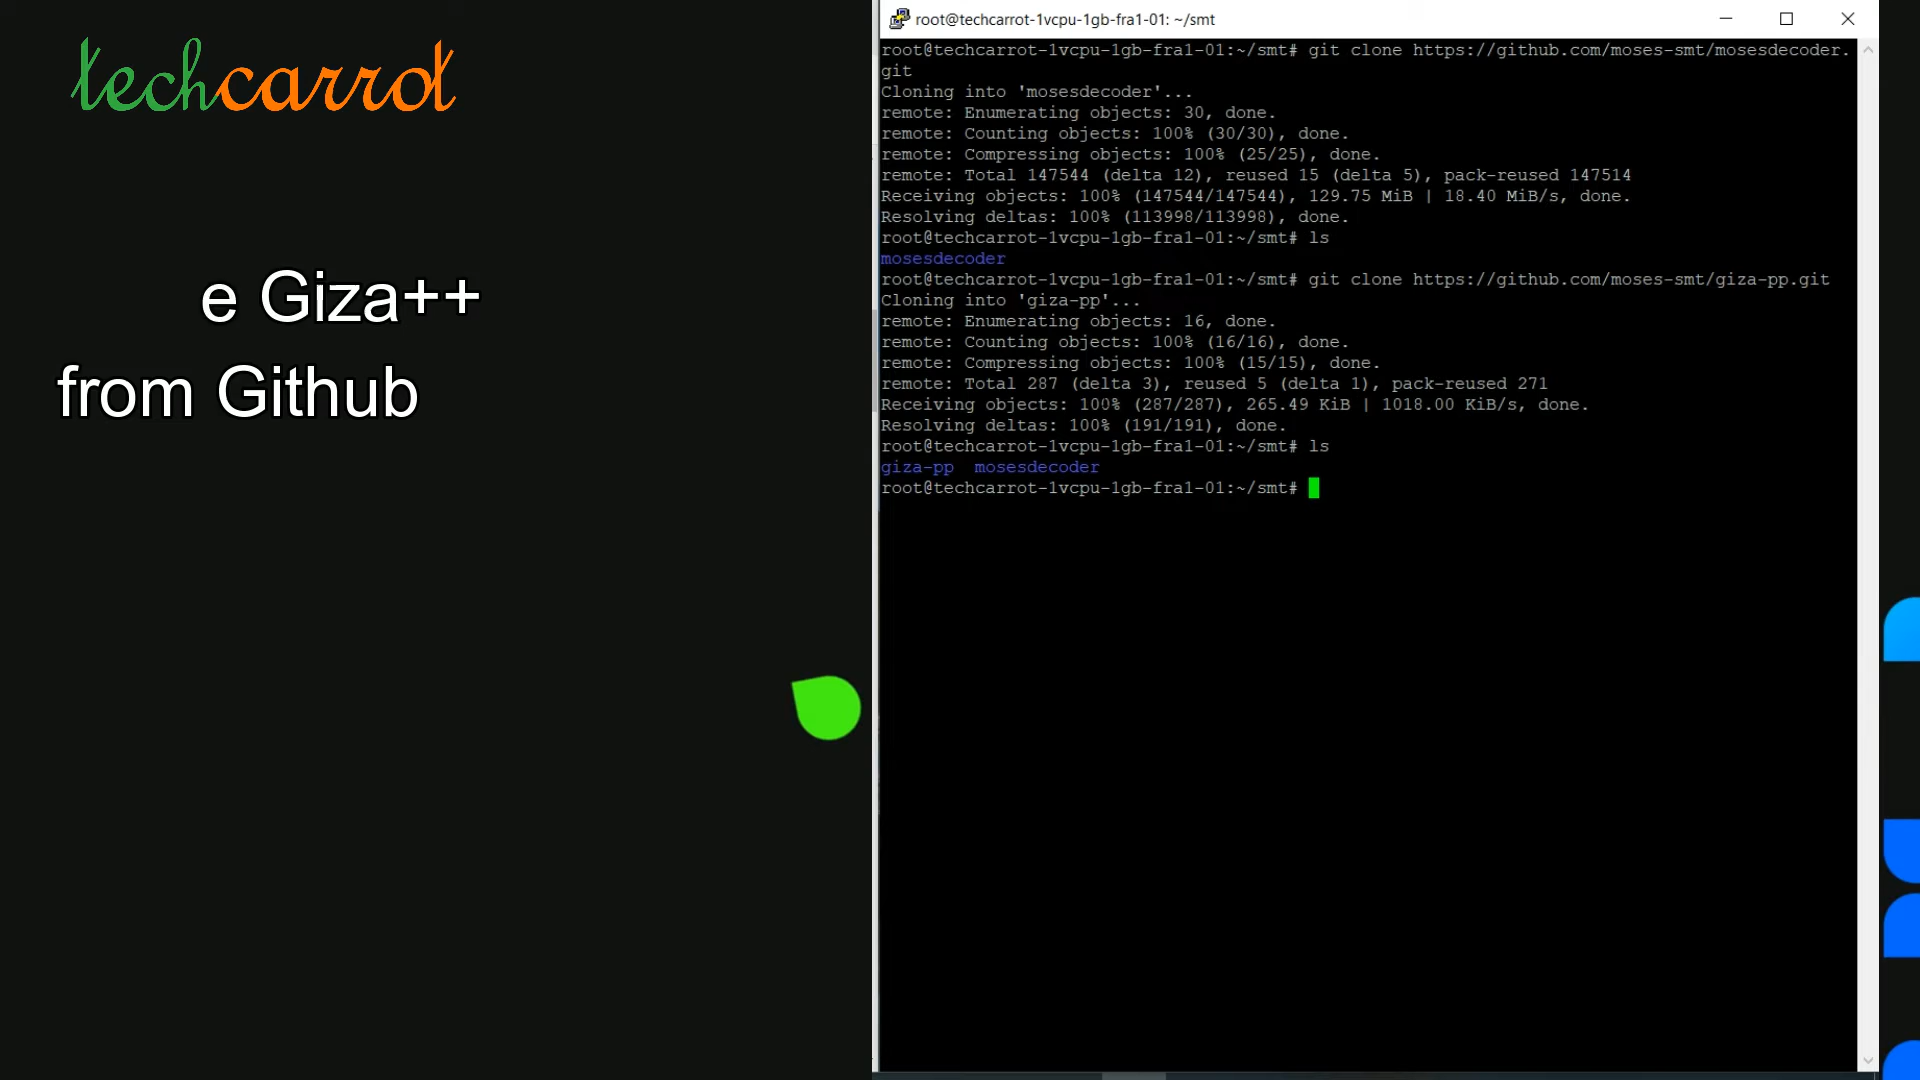 techcarrot
e Giza++
from Github
root@techcarrot-1vcpu-1gb-fra1-01: ~/smt
root@techcarrot-1vcpu-1gb-fra1-01:~/smt# git clone https://github.com/moses-smt/mosesdecoder.
git
Cloning into 'mosesdecoder'...
remote: Enumerating objects: 30, done.
remote: Counting objects: 100% (30/30), done.
remote: Compressing objects: 100% (25/25), done.
remote: Total 147544 (delta 12), reused 15 (delta 5), pack-reused 147514
Receiving objects: 100% (147544/147544), 129.75 MiB | 18.40 MiB/s, done.
Resolving deltas: 100% (113998/113998), done.
root@techcarrot-1vcpu-1gb-fra1-01:~/smt# ls
mosesdecoder
root@techcarrot-1vcpu-1gb-fra1-01:~/smt# git clone https://github.com/moses-smt/giza-pp.git
Cloning into 'giza-pp'...
remote: Enumerating objects: 16, done.
remote: Counting objects: 100% (16/16), done.
remote: Compressing objects: 100% (15/15), done.
remote: Total 287 (delta 3), reused 5 (delta 1), pack-reused 271
Receiving objects: 100% (287/287), 265.49 KiB | 1018.00 KiB/s, done.
Resolving deltas: 100% (191/191), done.
root@techcarrot-1vcpu-1gb-fra1-01:~/smt# ls
giza-pp  mosesdecoder
root@techcarrot-1vcpu-1gb-fra1-01:~/smt#